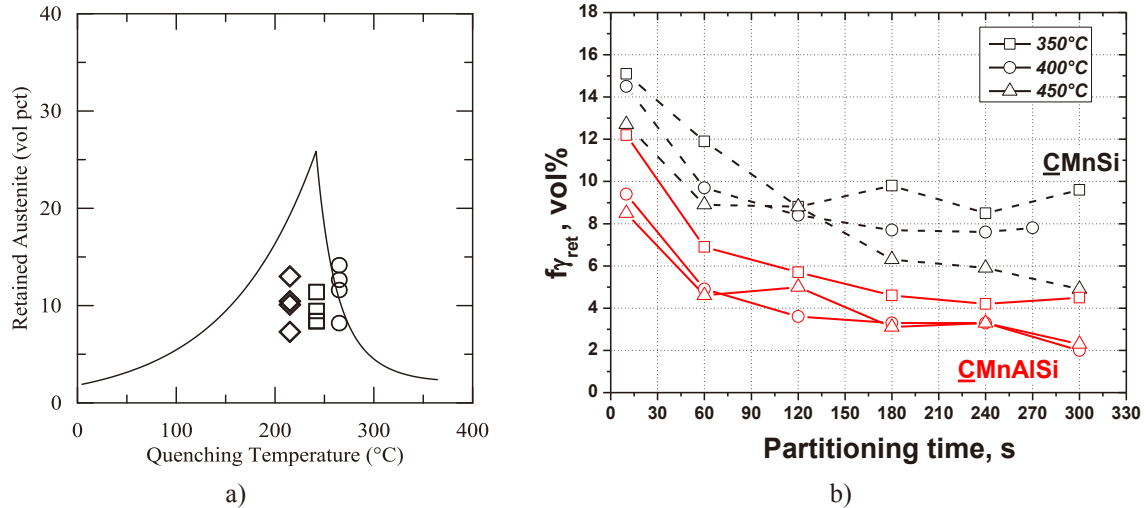 40
30
20
10
0
Retained Austenite (vol pct)
0 100 200 300 400
Quenching Temperature (°C)
a)
18
16
14
12
10
8
6
4
2
0
fγret, vol%
350°C
400°C
450°C
CMnSi
CMnAlSi
0 30 60 90 120 150 180 210 240 270 300 330
Partitioning time, s
b)